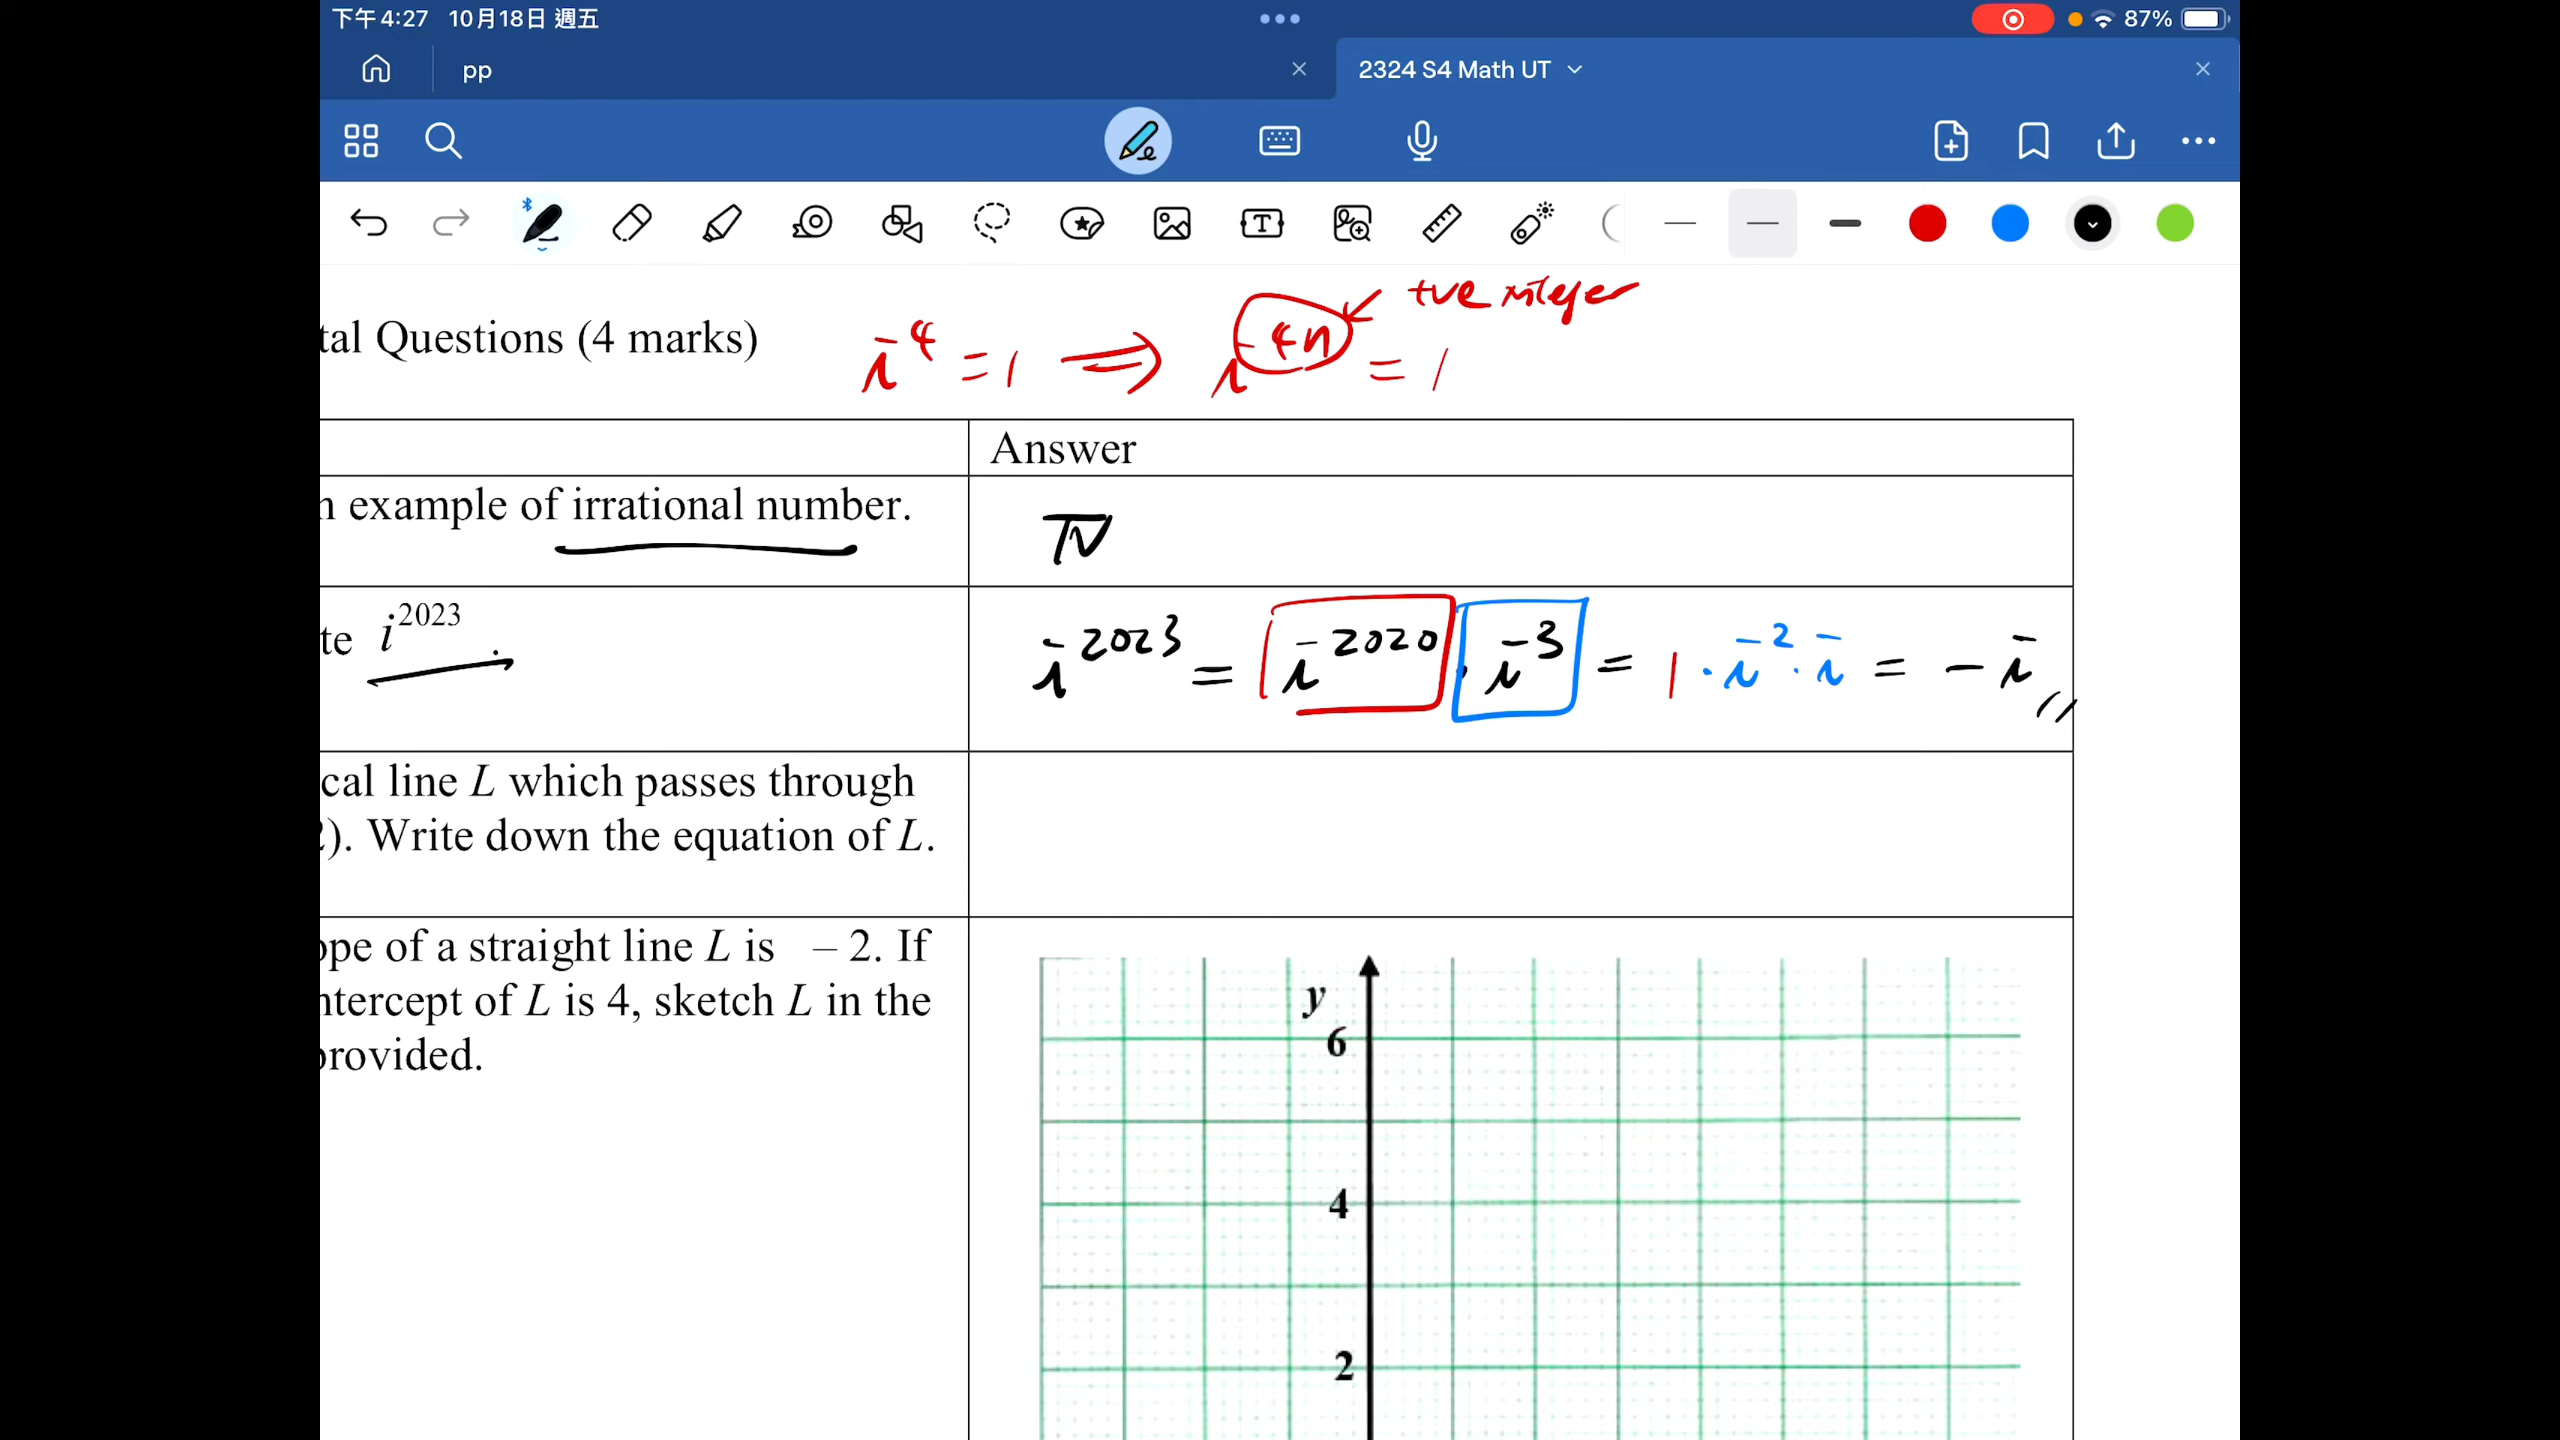 下午4:27 10月18日 週五
87%
pp
2324 S4 Math UT
tal Questions (4 marks)
i⁴ = 1 ⟹ i⁴ⁿ = 1
+ve integer
Answer
n example of irrational number.
π
te i²⁰²³ .
i²⁰²³ = i²⁰²⁰ · i³ = 1 · i² · i = − i
cal line L which passes through
2). Write down the equation of L.
ope of a straight line L is – 2. If
ntercept of L is 4, sketch L in the
provided.
y
6
4
2